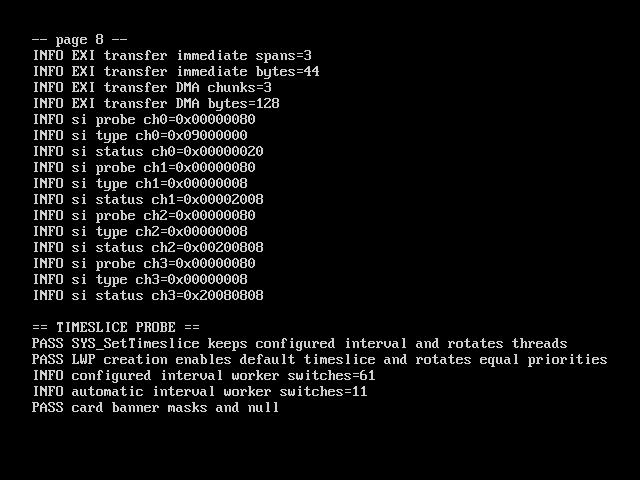 -- page 8 --
INFO EXI transfer immediate spans=3
INFO EXI transfer immediate bytes=44
INFO EXI transfer DMA chunks=3
INFO EXI transfer DMA bytes=128
INFO si probe ch0=0x00000080
INFO si type ch0=0x09000000
INFO si status ch0=0x00000020
INFO si probe ch1=0x00000080
INFO si type ch1=0x00000008
INFO si status ch1=0x00002008
INFO si probe ch2=0x00000080
INFO si type ch2=0x00000008
INFO si status ch2=0x00200808
INFO si probe ch3=0x00000080
INFO si type ch3=0x00000008
INFO si status ch3=0x20080808
== TIMESLICE PROBE ==
PASS SYS_SetTimeslice keeps configured interval and rotates threads
PASS LWP creation enables default timeslice and rotates equal priorities
INFO configured interval worker switches=61
INFO automatic interval worker switches=11
PASS card banner masks and null